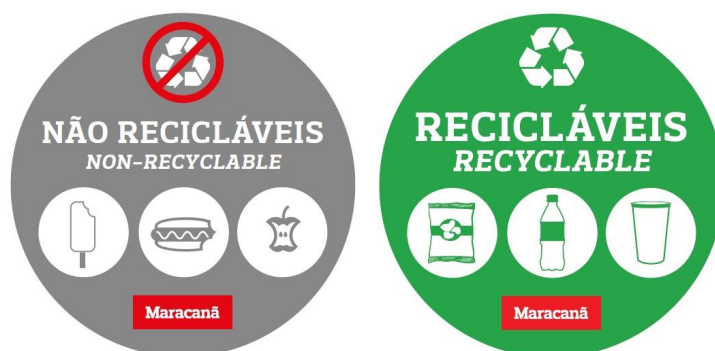 NÃO RECICLÁVEIS
NON-RECYCLABLE
Maracanã
RECICLÁVEIS
RECYCLABLE
Maracanã